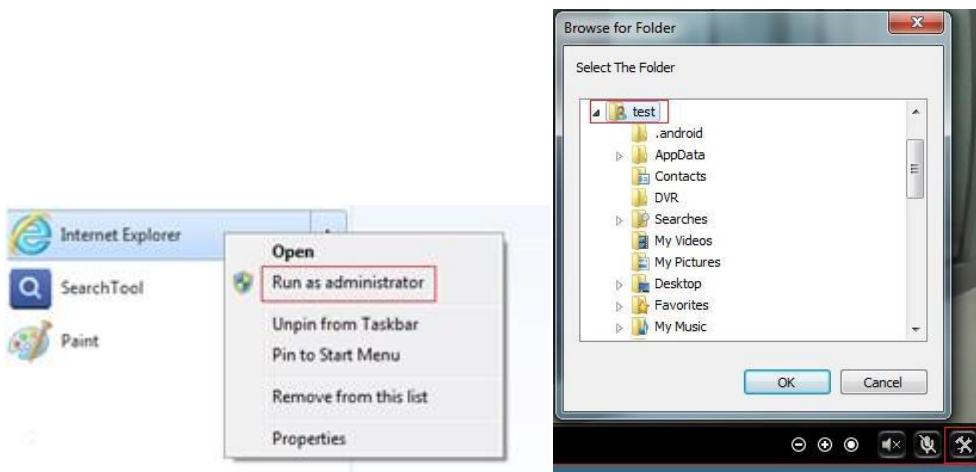 Internet Explorer
SearchTool
Paint
Open
Run as administrator
Unpin from Taskbar
Pin to Start Menu
Remove from this list
Properties
Browse for Folder
Select The Folder
test
.android
AppData
Contacts
DVR
Searches
My Videos
My Pictures
Desktop
Favorites
My Music
OK
Cancel